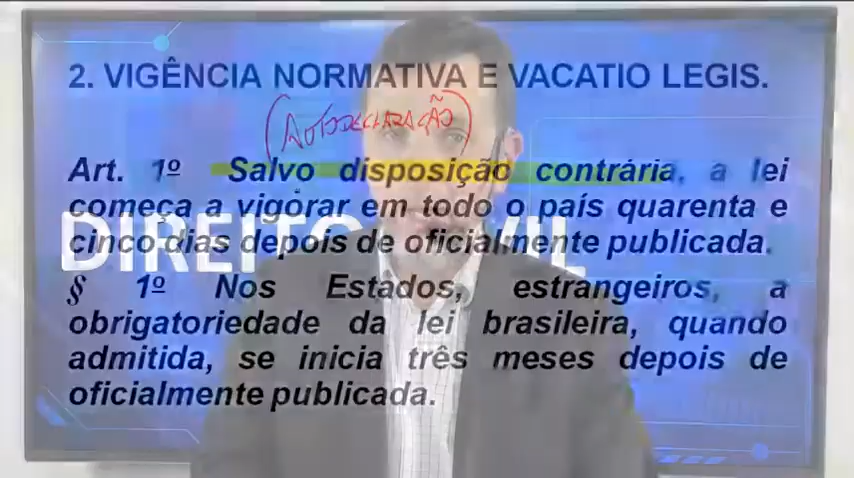 2. VIGÊNCIA NORMATIVA E VACATIO LEGIS.
(AUTODECLARAÇÃO)
Art. 1º Salvo disposição contrária, a lei
começa a vigorar em todo o país quarenta e
DIREITO CIVIL
cinco dias depois de oficialmente publicada.
§ 1º Nos Estados, estrangeiros, a
obrigatoriedade da lei brasileira, quando
admitida, se inicia três meses depois de
oficialmente publicada.